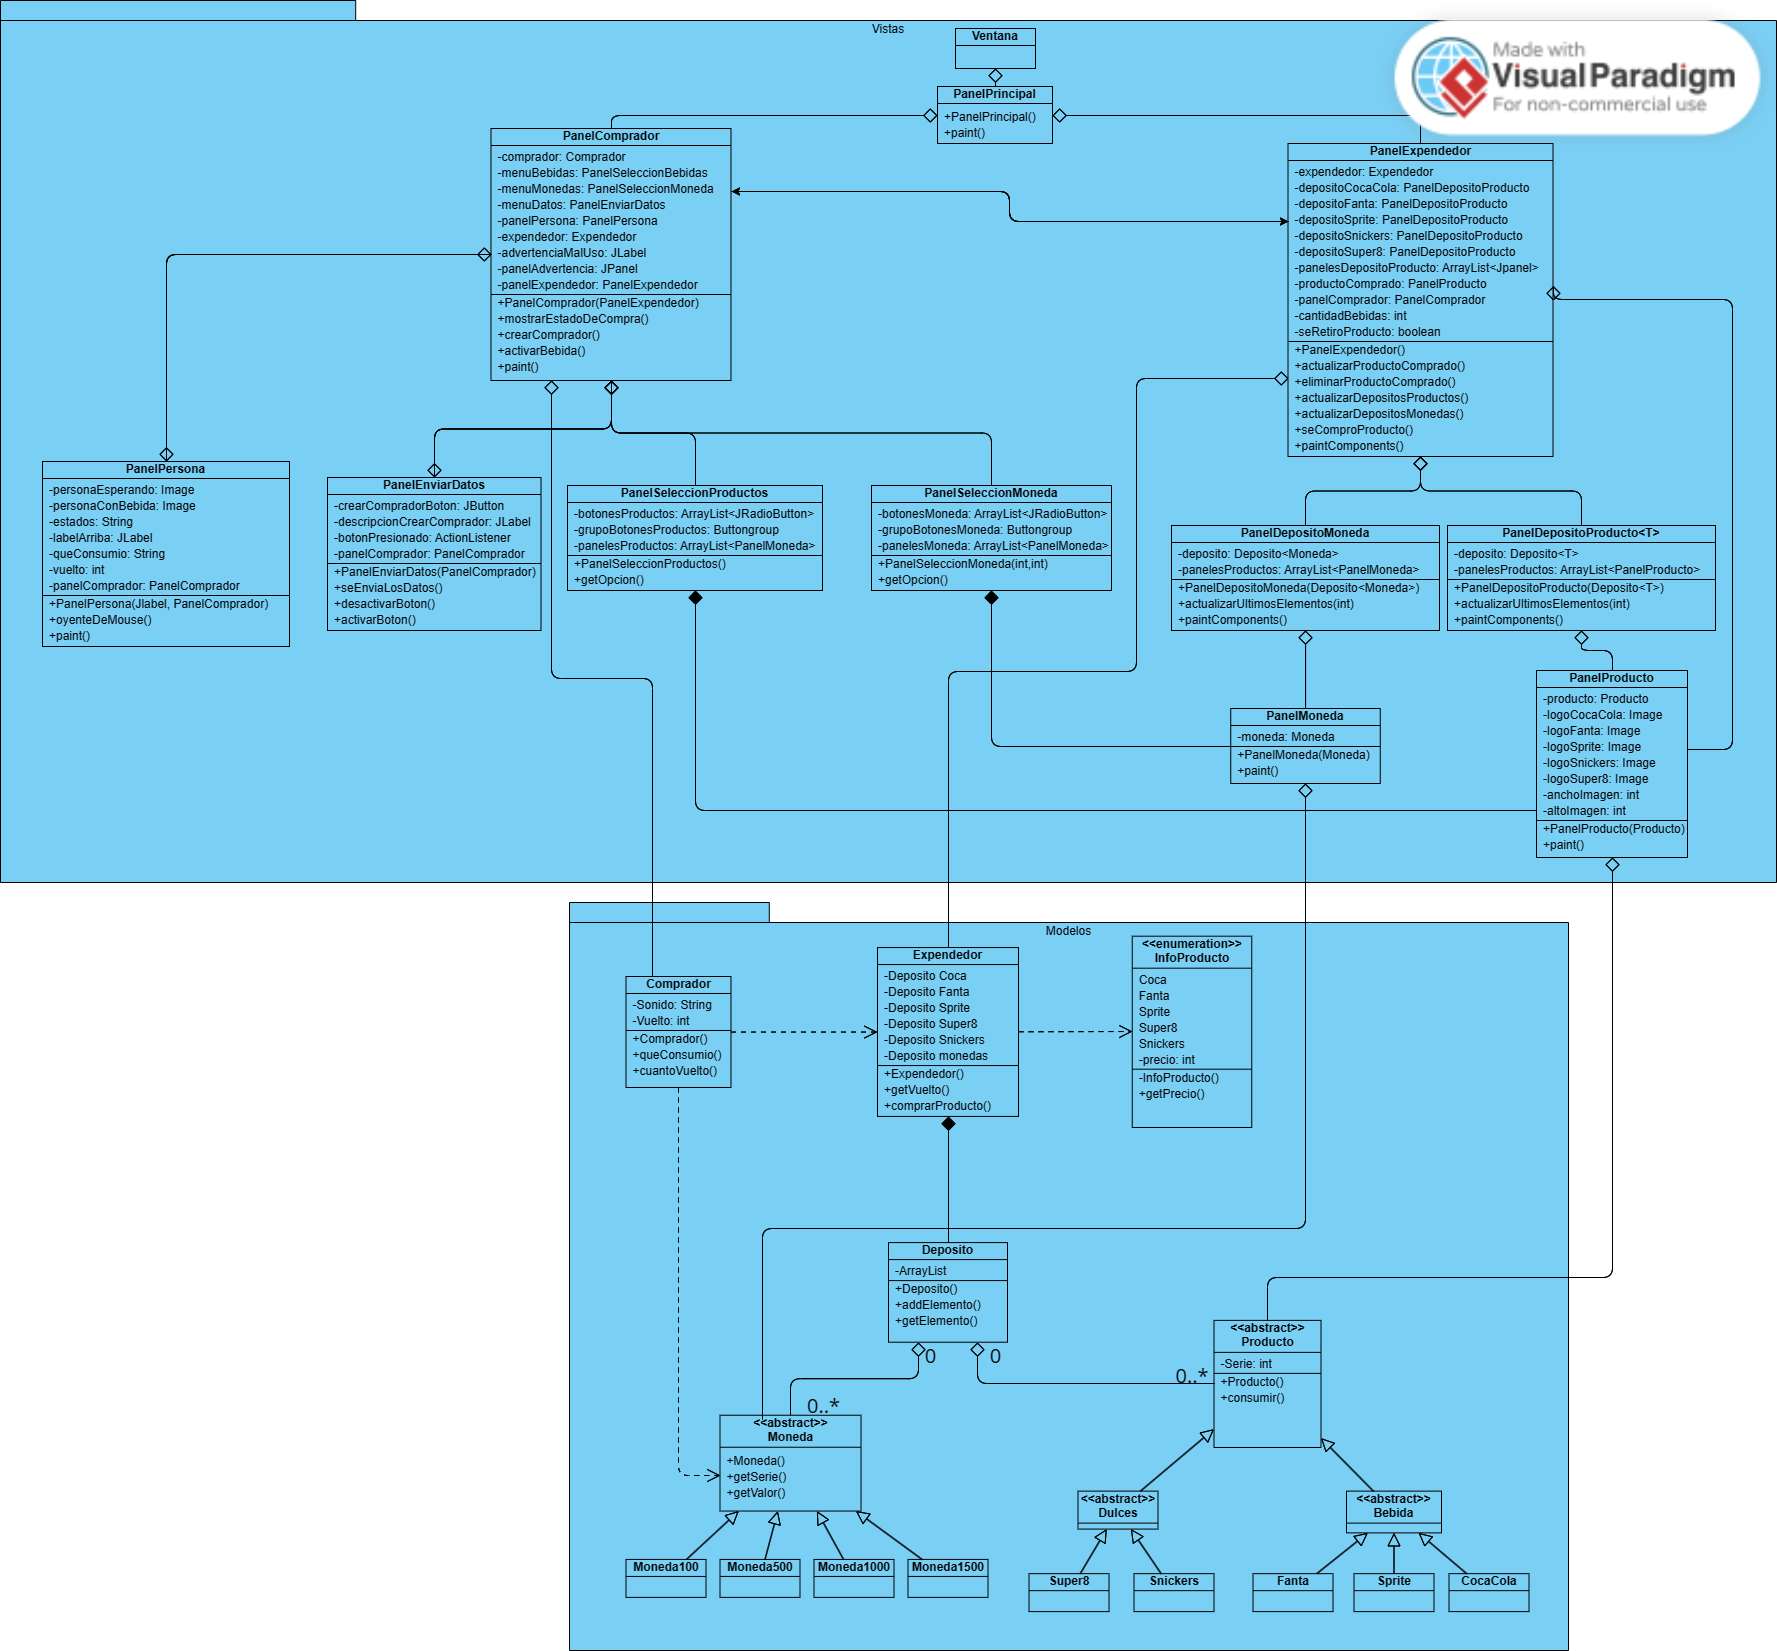 Vistas
Made with
Visual Paradigm
For non-commercial use
Ventana
PanelPrincipal
+PanelPrincipal()
+paint()
PanelComprador
-comprador: Comprador
-menuBebidas: PanelSeleccionBebidas
-menuMonedas: PanelSeleccionMoneda
-menuDatos: PanelEnviarDatos
-panelPersona: PanelPersona
-expendedor: Expendedor
-advertenciaMalUso: JLabel
-panelAdvertencia: JPanel
-panelExpendedor: PanelExpendedor
+PanelComprador(PanelExpendedor)
+mostrarEstadoDeCompra()
+crearComprador()
+activarBebida()
+paint()
PanelExpendedor
-expendedor: Expendedor
-depositoCocaCola: PanelDepositoProducto
-depositoFanta: PanelDepositoProducto
-depositoSprite: PanelDepositoProducto
-depositoSnickers: PanelDepositoProducto
-depositoSuper8: PanelDepositoProducto
-panelesDepositoProducto: ArrayList<Jpanel>
-productoComprado: PanelProducto
-panelComprador: PanelComprador
-cantidadBebidas: int
-seRetiroProducto: boolean
+PanelExpendedor()
+actualizarProductoComprado()
+eliminarProductoComprado()
+actualizarDepositosProductos()
+actualizarDepositosMonedas()
+seComproProducto()
+paintComponents()
PanelPersona
-personaEsperando: Image
-personaConBebida: Image
-estados: String
-labelArriba: JLabel
-queConsumio: String
-vuelto: int
-panelComprador: PanelComprador
+PanelPersona(Jlabel, PanelComprador)
+oyenteDeMouse()
+paint()
PanelEnviarDatos
-crearCompradorBoton: JButton
-descripcionCrearComprador: JLabel
-botonPresionado: ActionListener
-panelComprador: PanelComprador
+PanelEnviarDatos(PanelComprador)
+seEnviaLosDatos()
+desactivarBoton()
+activarBoton()
PanelSeleccionProductos
-botonesProductos: ArrayList<JRadioButton>
-grupoBotonesProductos: Buttongroup
-panelesProductos: ArrayList<PanelMoneda>
+PanelSeleccionProductos()
+getOpcion()
PanelSeleccionMoneda
-botonesMoneda: ArrayList<JRadioButton>
-grupoBotonesMoneda: Buttongroup
-panelesMoneda: ArrayList<PanelMoneda>
+PanelSeleccionMoneda(int,int)
+getOpcion()
PanelDepositoMoneda
-deposito: Deposito<Moneda>
-panelesProductos: ArrayList<PanelMoneda>
+PanelDepositoMoneda(Deposito<Moneda>)
+actualizarUltimosElementos(int)
+paintComponents()
PanelDepositoProducto<T>
-deposito: Deposito<T>
-panelesProductos: ArrayList<PanelProducto>
+PanelDepositoProducto(Deposito<T>)
+actualizarUltimosElementos(int)
+paintComponents()
PanelMoneda
-moneda: Moneda
+PanelMoneda(Moneda)
+paint()
PanelProducto
-producto: Producto
-logoCocaCola: Image
-logoFanta: Image
-logoSprite: Image
-logoSnickers: Image
-logoSuper8: Image
-anchoImagen: int
-altoImagen: int
+PanelProducto(Producto)
+paint()
Modelos
Comprador
-Sonido: String
-Vuelto: int
+Comprador()
+queConsumio()
+cuantoVuelto()
Expendedor
-Deposito Coca
-Deposito Fanta
-Deposito Sprite
-Deposito Super8
-Deposito Snickers
-Deposito monedas
+Expendedor()
+getVuelto()
+comprarProducto()
<<enumeration>>
InfoProducto
Coca
Fanta
Sprite
Super8
Snickers
-precio: int
-InfoProducto()
+getPrecio()
Deposito
-ArrayList
+Deposito()
+addElemento()
+getElemento()
0
0
0..*
0..*
<<abstract>>
Producto
-Serie: int
+Producto()
+consumir()
<<abstract>>
Moneda
+Moneda()
+getSerie()
+getValor()
<<abstract>>
Dulces
<<abstract>>
Bebida
Moneda100
Moneda500
Moneda1000
Moneda1500
Super8
Snickers
Fanta
Sprite
CocaCola